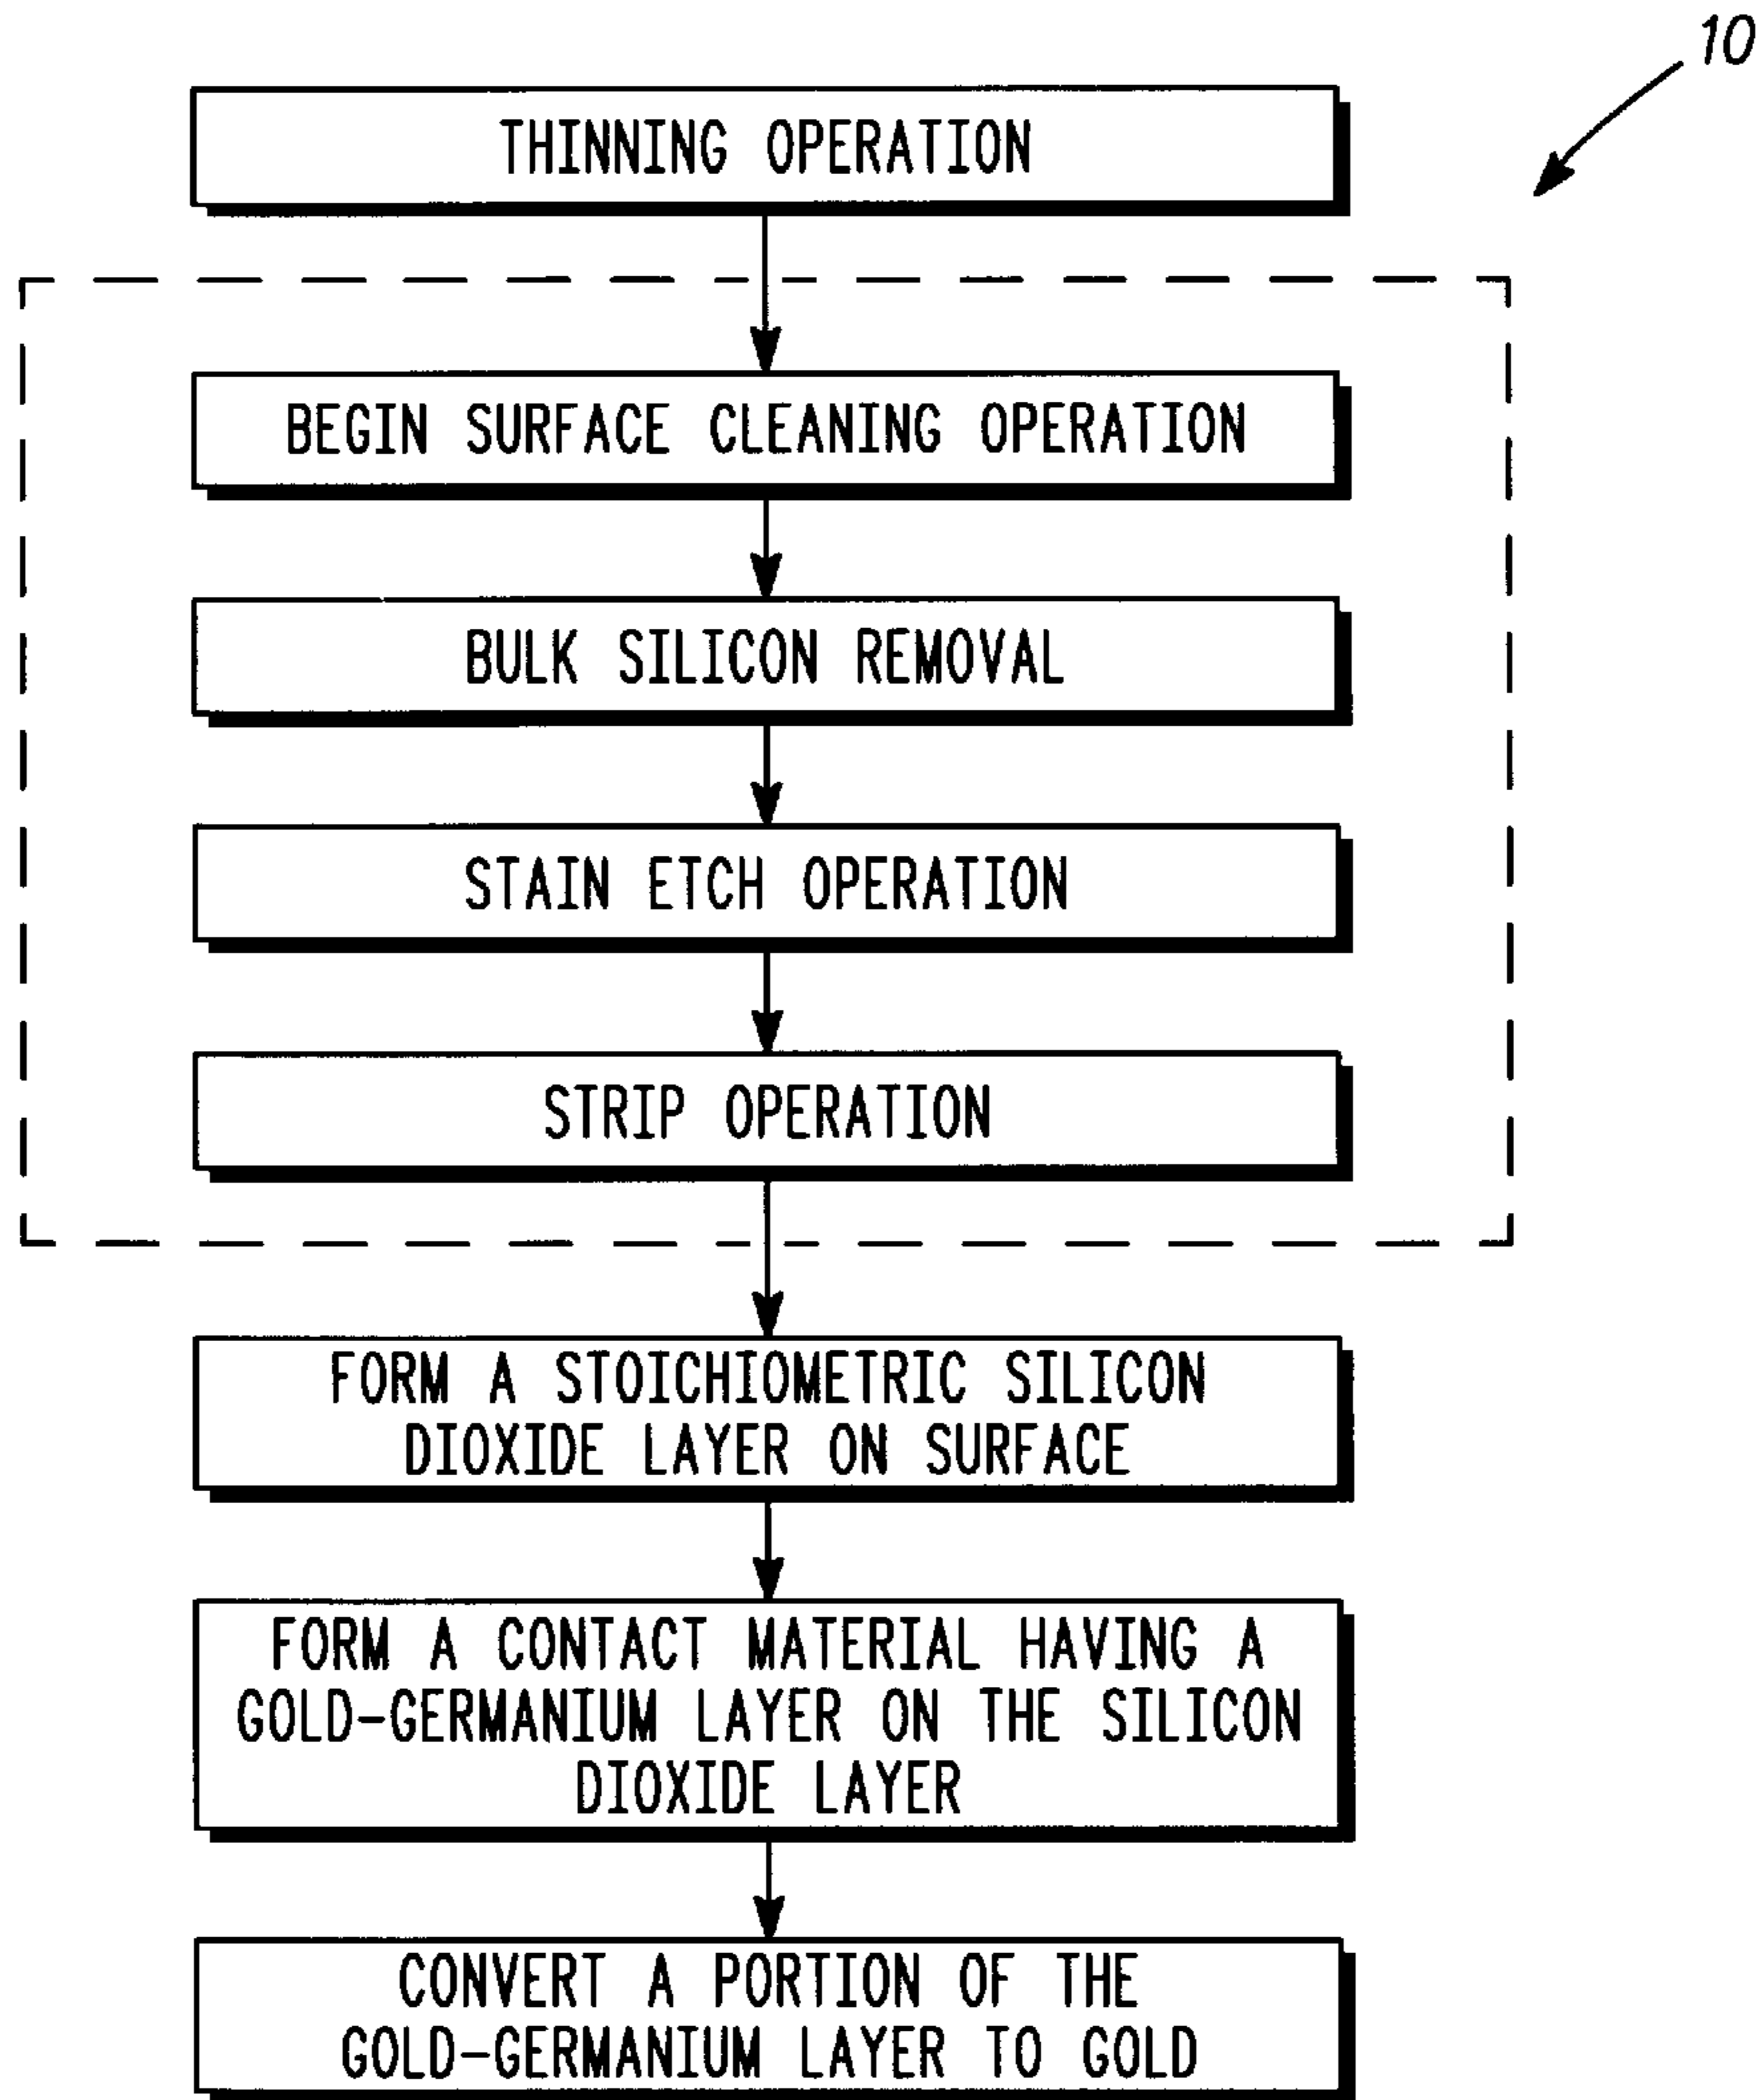 10
THINNING OPERATION
BEGIN SURFACE CLEANING OPERATION
BULK SILICON REMOVAL
STAIN ETCH OPERATION
STRIP OPERATION
FORM A STOICHIOMETRIC SILICON
DIOXIDE LAYER ON SURFACE
FORM A CONTACT MATERIAL HAVING A
GOLD-GERMANIUM LAYER ON THE SILICON
DIOXIDE LAYER
CONVERT A PORTION OF THE
GOLD-GERMANIUM LAYER TO GOLD